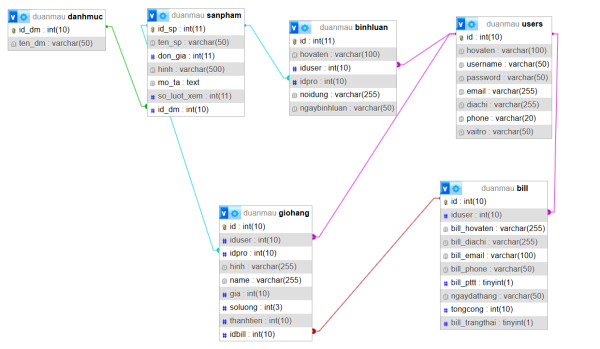 duanmau danhmuc
id_dm : int(10)
ten_dm : varchar(50)
duanmau sanpham
id_sp : int(11)
ten_sp : varchar(50)
don_gia : int(11)
hinh : varchar(500)
mo_ta : text
so_luot_xem : int(11)
id_dm : int(10)
duanmau binhluan
id : int(11)
hovaten : varchar(100)
iduser : int(10)
idpro : int(10)
noidung : varchar(255)
ngaybinhluan : varchar(50)
duanmau users
id : int(10)
hovaten : varchar(100)
username : varchar(50)
password : varchar(50)
email : varchar(255)
diachi : varchar(255)
phone : varchar(20)
vaitro : varchar(50)
duanmau giohang
id : int(10)
iduser : int(10)
idpro : int(10)
hinh : varchar(255)
name : varchar(255)
gia : int(10)
soluong : int(3)
thanhtien : int(10)
idbill : int(10)
duanmau bill
id : int(10)
iduser : int(10)
bill_hovaten : varchar(255)
bill_diachi : varchar(255)
bill_email : varchar(100)
bill_phone : varchar(50)
bill_pttt : tinyint(1)
ngaydathang : varchar(50)
tongcong : int(10)
bill_trangthai : tinyint(1)